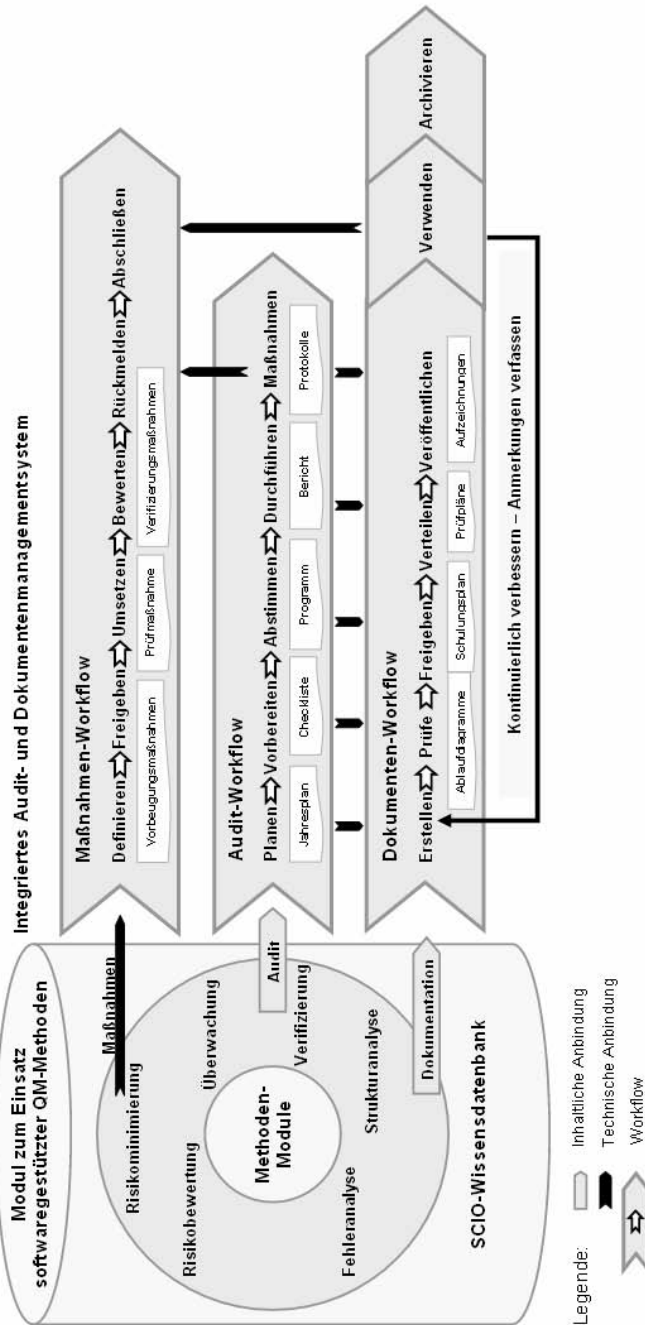 Integriertes Audit- und Dokumentenmanagementsystem
Modul zum Einsatz
softwaregestützter QM-Methoden
Maßnahmen
Risikominimierung
Überwachung
Risikobewertung
Methoden-
Module
Audit
Verifizierung
Strukturanalyse
Fehleranalyse
Dokumentation
SCIO-Wissensdatenbank
Maßnahmen-Workflow
Definieren Freigeben Umsetzen Bewerten Rückmelden Abschließen
Vorbeugungsmaßnahmen
Prüfmaßnahme
Verifizierungsmaßnahmen
Audit-Workflow
Planen Vorbereiten Abstimmen Durchführen Maßnahmen
Jahresplan
Checkliste
Programm
Bericht
Protokolle
Dokumenten-Workflow
Erstellen Prüfe Freigeben Verteilen Veröffentlichen
Ablaufdiagramme
Schulungsplan
Prüfpläne
Aufzeichnungen
Verwenden
Archivieren
Kontinuierlich verbessern – Anmerkungen verfassen
Legende:
Inhaltliche Anbindung
Technische Anbindung
Workflow